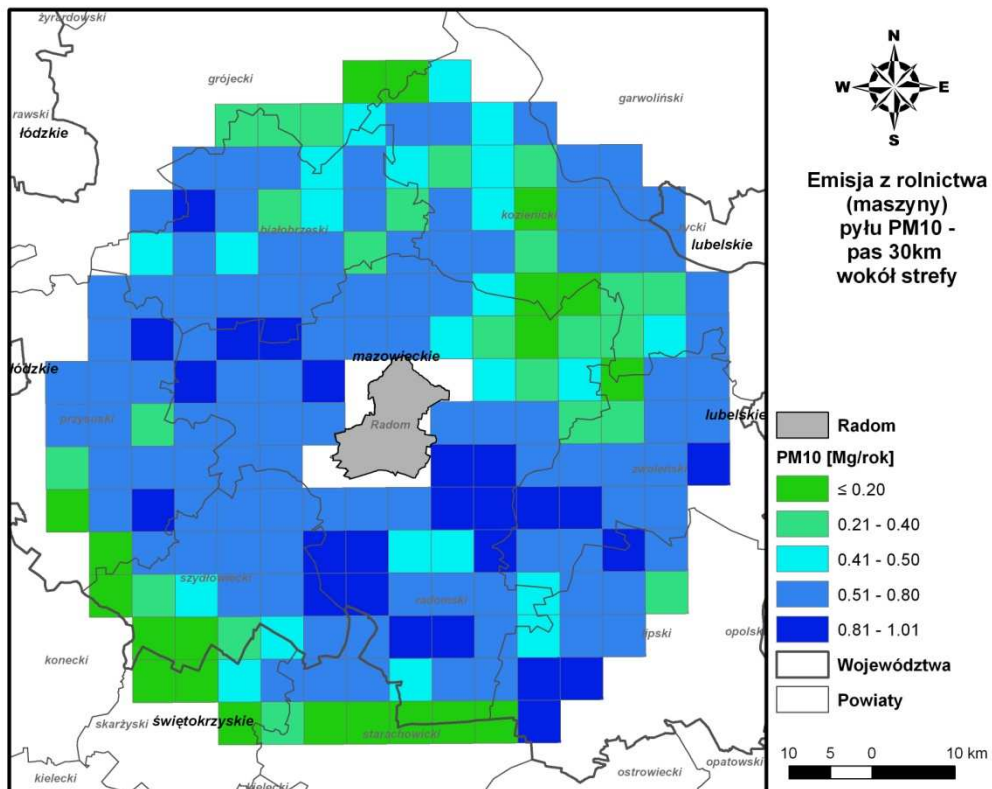 żyrardowski
grójecki
garwoliński
rawski
łódzkie
białobrzeski
kozienicki
rycki
lubelskie
mazowieckie
łódzkie
przysuski
Radom
lubelskie
zwoleński
szydłowiecki
radomski
lipski
opolski
konecki
skarżyski
świętokrzyskie
starachowicki
kielecki
kielecki
ostrowiecki
opatowski
N
W
E
S
Emisja z rolnictwa
(maszyny)
pyłu PM10 -
pas 30km
wokół strefy
Radom
PM10 [Mg/rok]
≤ 0.20
0.21 - 0.40
0.41 - 0.50
0.51 - 0.80
0.81 - 1.01
Województwa
Powiaty
10 5 0 10 km